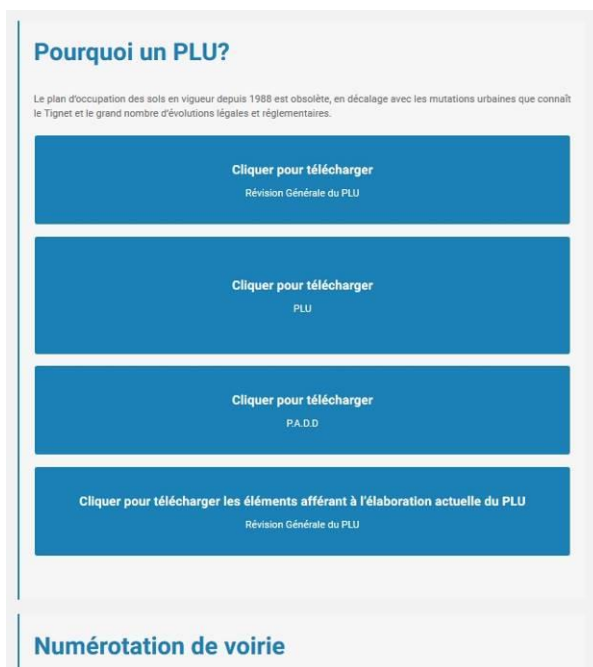 Pourquoi un PLU?
Le plan d'occupation des sols en vigueur depuis 1988 est obsolète, en décalage avec les mutations urbaines que connaît
le Tignet et le grand nombre d'évolutions légales et réglementaires.
Cliquer pour télécharger
Révision Générale du PLU
Cliquer pour télécharger
PLU
Cliquer pour télécharger
P.A.D.D
Cliquer pour télécharger les éléments afférant à l'élaboration actuelle du PLU
Révision Générale du PLU
Numérotation de voirie